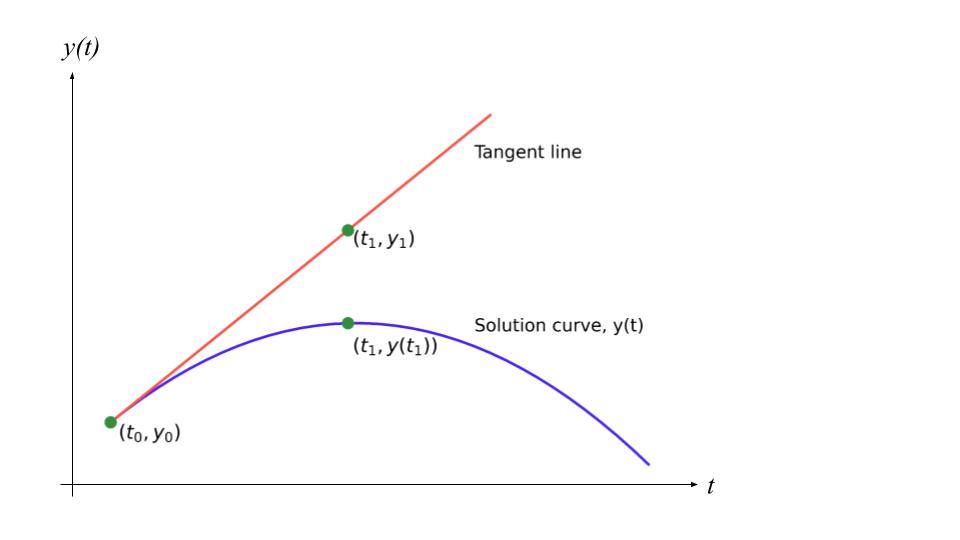 y(t)
Tangent line
(t₁, y₁)
Solution curve, y(t)
(t₁, y(t₁))
(t₀, y₀)
t